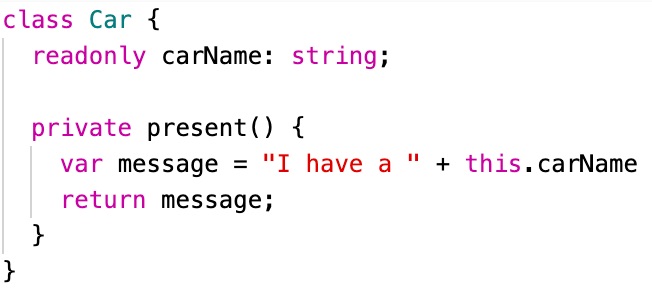 class Car {
readonly carName: string;
private present() {
var message = "I have a " + this.carName
return message;
}
}